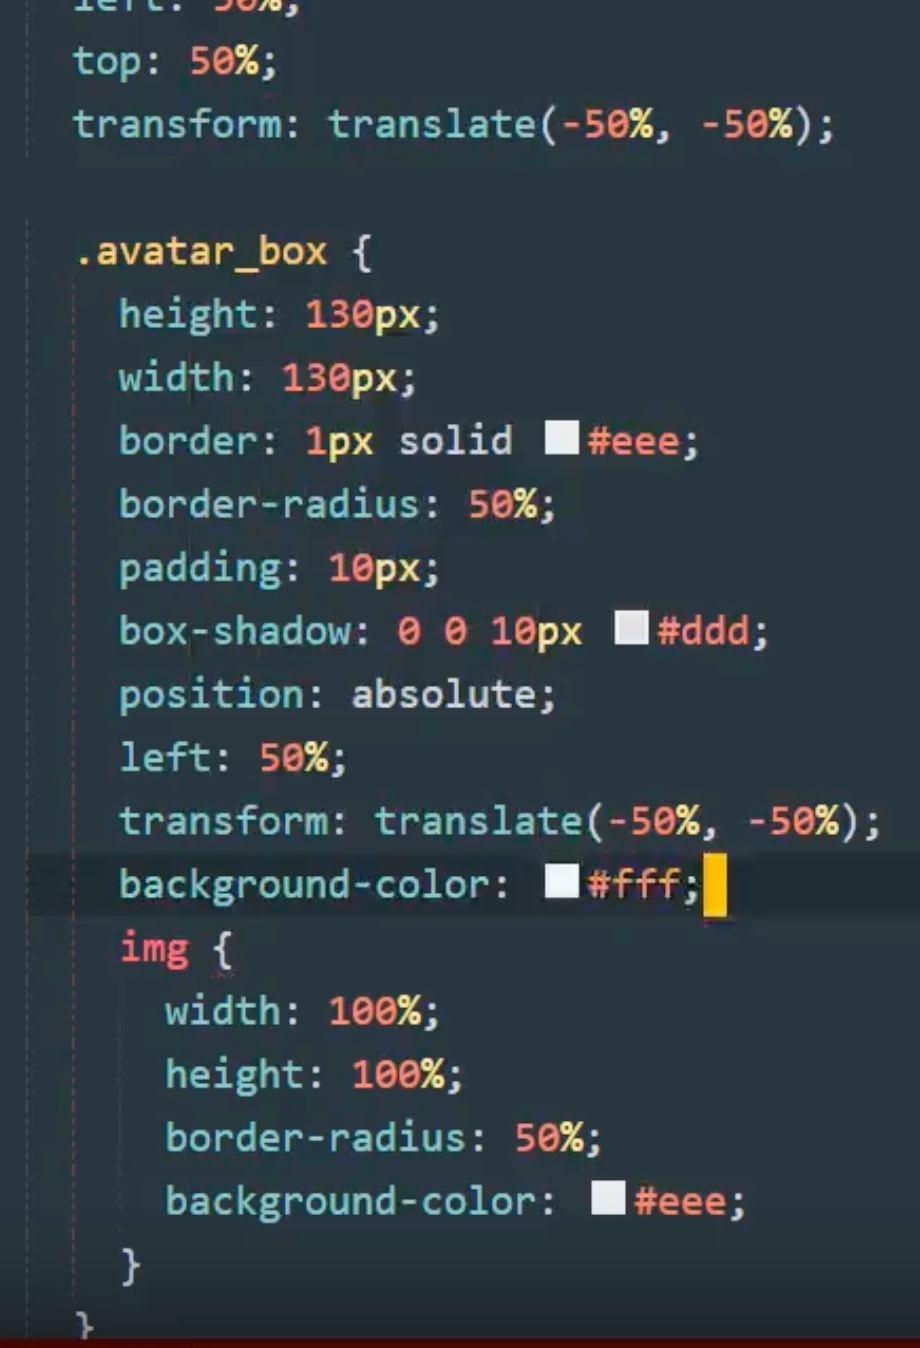 left: 50%;
top: 50%;
transform: translate(-50%, -50%);
.avatar_box {
height: 130px;
width: 130px;
border: 1px solid #eee;
border-radius: 50%;
padding: 10px;
box-shadow: 0 0 10px #ddd;
position: absolute;
left: 50%;
transform: translate(-50%, -50%);
background-color: #fff;
img {
width: 100%;
height: 100%;
border-radius: 50%;
background-color: #eee;
}
}